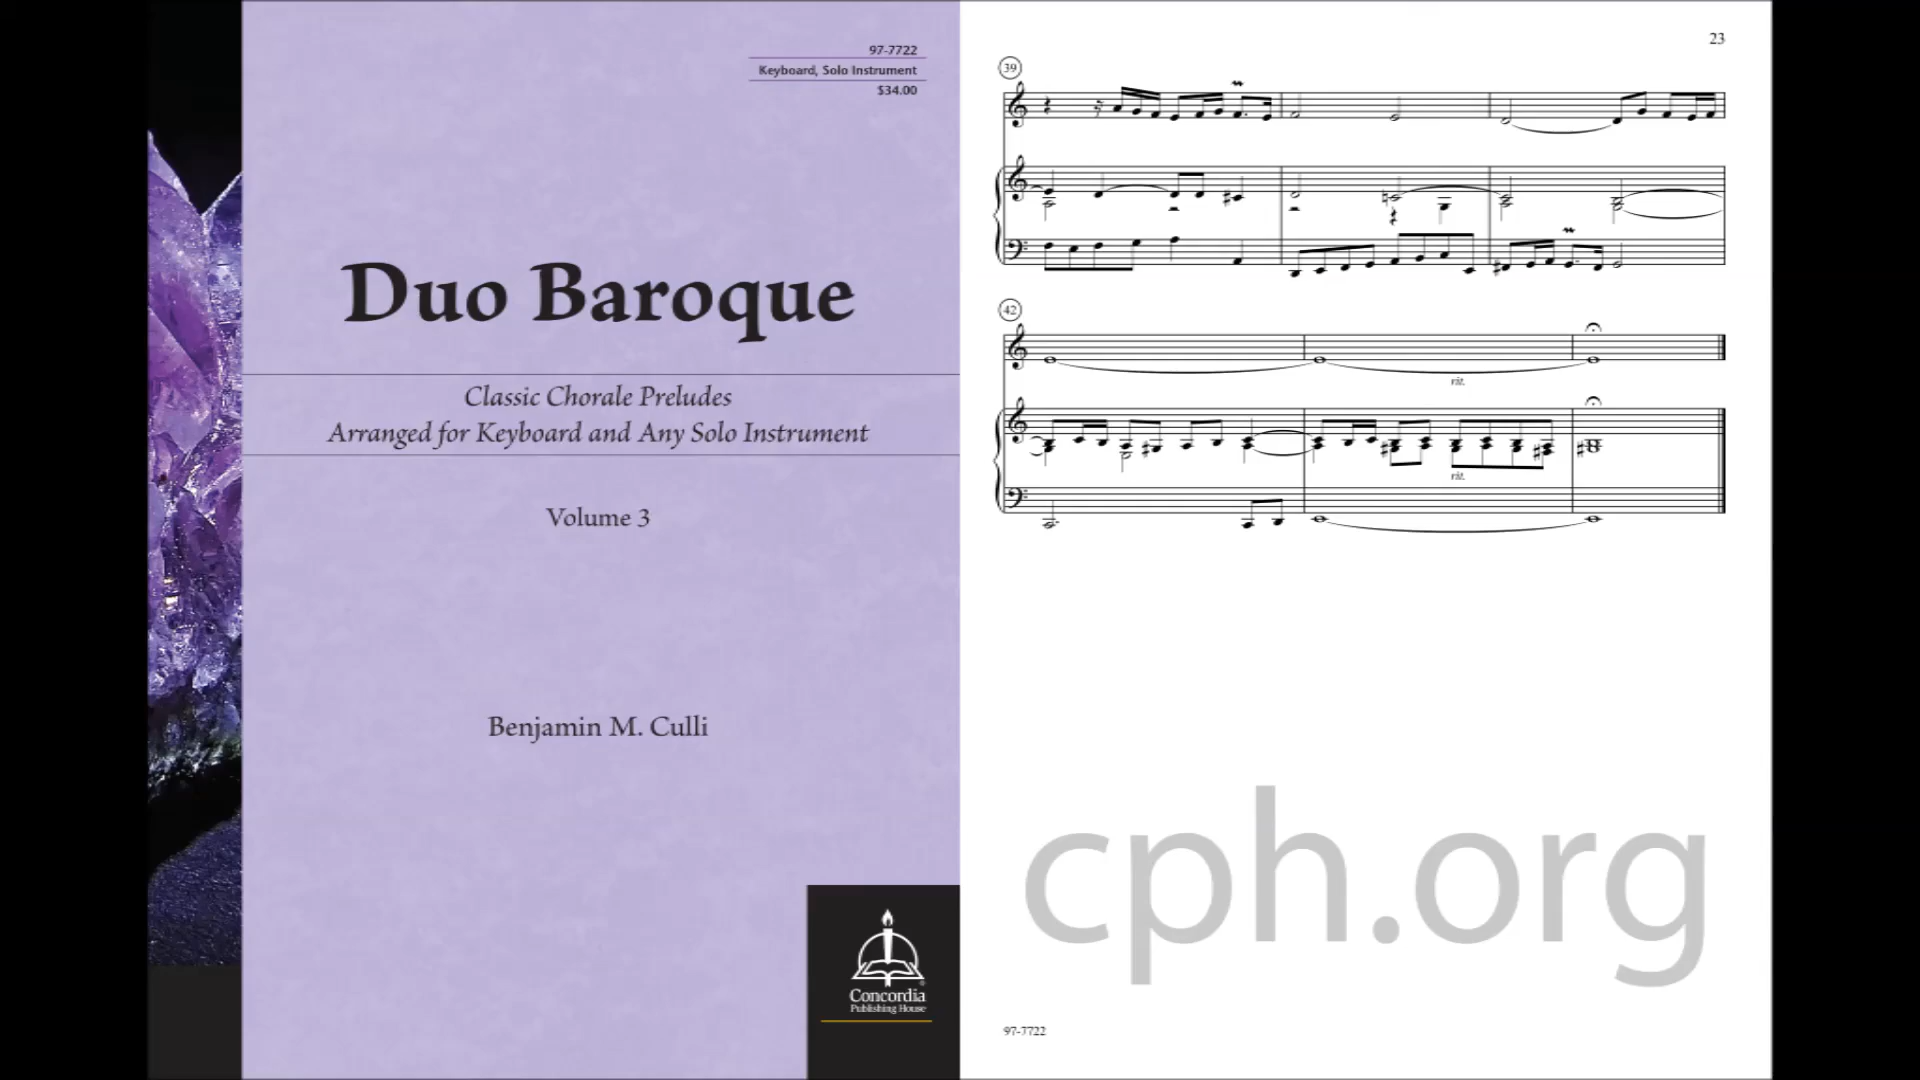 97-7722
Keyboard, Solo Instrument
$34.00
Duo Baroque
Classic Chorale Preludes
Arranged for Keyboard and Any Solo Instrument
Volume 3
Benjamin M. Culli
Concordia
Publishing House
23
39
42
rit.
rit.
cph.org
97-7722